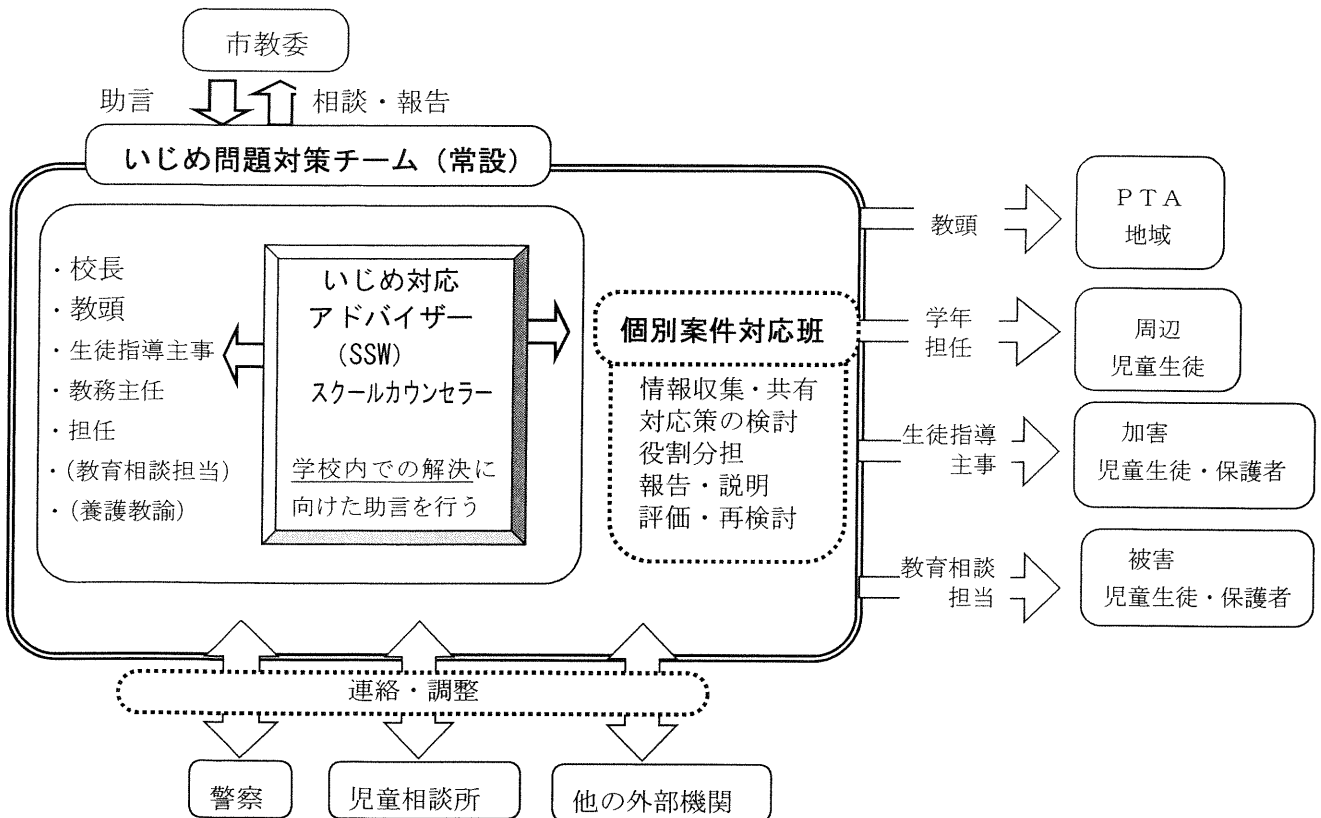 市教委
助言
相談・報告
いじめ問題対策チーム（常設）
・校長
・教頭
・生徒指導主事
・教務主任
・担任
・（教育相談担当）
・（養護教諭）
いじめ対応
アドバイザー
(SSW)
スクールカウンセラー
学校内での解決に
向けた助言を行う
個別案件対応班
情報収集・共有
対応策の検討
役割分担
報告・説明
評価・再検討
教頭
ＰＴＡ
地域
学年
担任
周辺
児童生徒
生徒指導
主事
加害
児童生徒・保護者
教育相談
担当
被害
児童生徒・保護者
連絡・調整
警察
児童相談所
他の外部機関